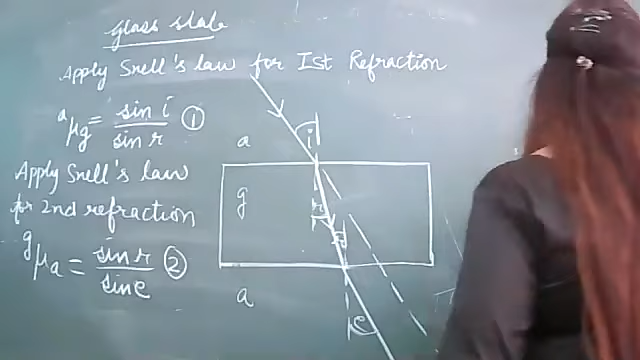 Glass slab
Apply Snell's law for Ist Refraction
ᵃμg = sin i / sin r ①
Apply Snell's law
for 2nd refraction
ᵍμa = sin r / sin e ②
a
i
g
r
r
a
e